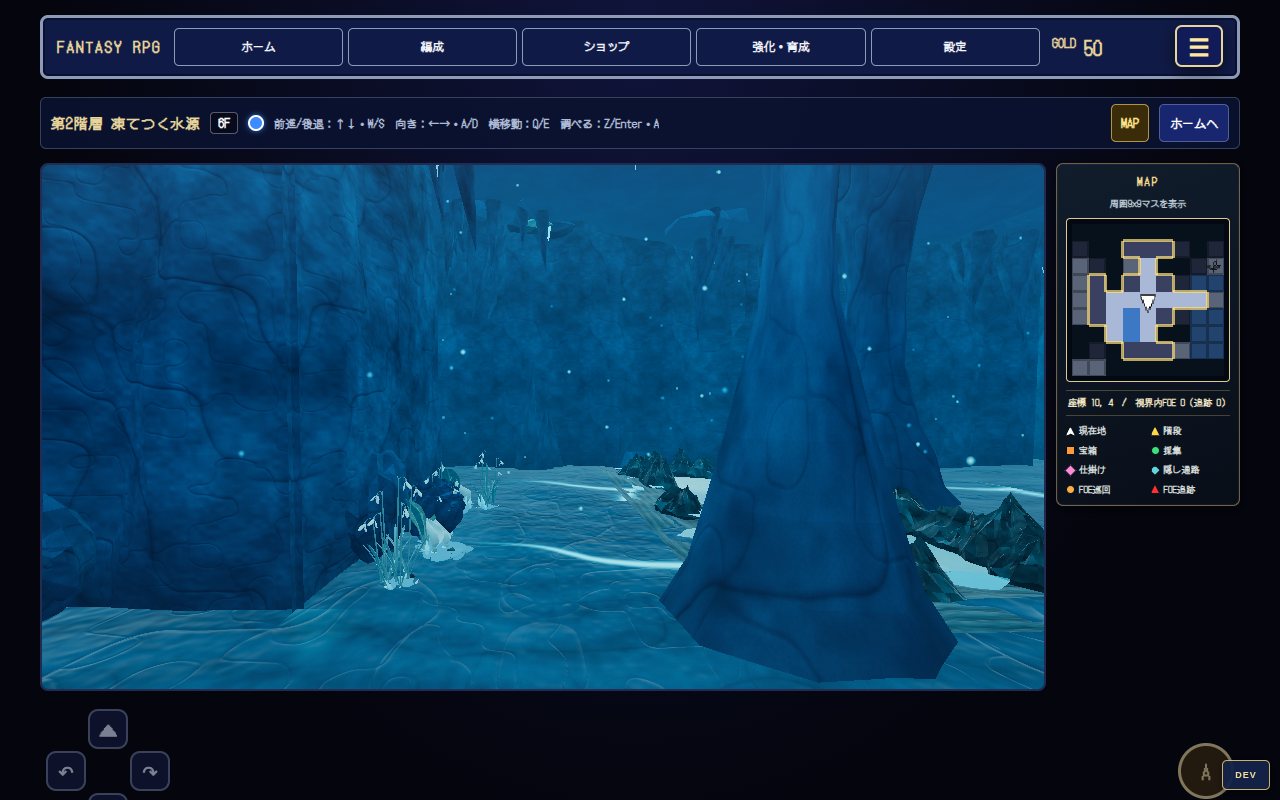 FANTASY RPG ホーム 編成 ショップ 強化・育成 設定 GOLD 50
第2階層 凍てつく水源 6F 前進/後退：↑↓・W/S 向き：←→・A/D 横移動：Q/E 調べる：Z/Enter・A MAP ホームへ
MAP
周囲9x9マスを表示
座標 10, 4 / 視界内FOE 0 (追跡 0)
現在地 階段
宝箱 採集
仕掛け 隠し通路
FOE巡回 FOE追跡
A
DEV